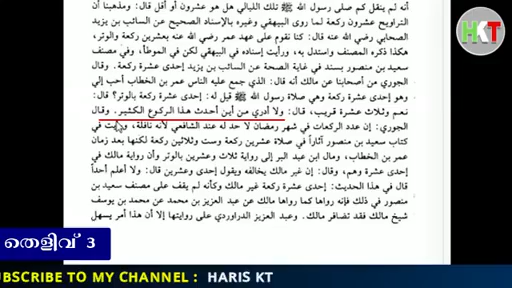 أنه لم ينقل كم صلى رسول الله ﷺ تلك الليالي هل هو عشرون أو أقل قال: ومذهبنا أن
التراويح عشرون ركعة لما روى البيهقي وغيره بالإسناد الصحيح عن السائب بن يزيد
الصحابي رضي الله عنه قال: كنا نقوم على عهد عمر رضي الله عنه بعشرين ركعة والوتر،
هكذا ذكره المصنف واستدل به، ورأيت إسناده في البيهقي لكن في الموطأ، وفي مصنف
سعيد بن منصور بسند في غاية الصحة عن السائب بن يزيد إحدى عشرة ركعة. وقال
الجوري من أصحابنا عن مالك أنه قال: الذي جمع عليه الناس عمر بن الخطاب أحب إلي
وهو إحدى عشرة ركعة وهي صلاة رسول الله ﷺ قيل له: إحدى عشرة ركعة بالوتر؟ قال:
نعم وثلاث عشرة قريب، قال: ولا أدري من أين أحدث هذا الركوع الكثير. وقال
الجوري: إن عدد الركعات في شهر رمضان لا حد له عند الشافعي لأنه نافلة، ورأيت في
كتاب سعيد بن منصور آثاراً في صلاة عشرين ركعة وست وثلاثين ركعة لكنها بعد زمان
عمر بن الخطاب، ومال ابن عبد البر إلى رواية ثلاث وعشرين بالوتر وأن رواية مالك في
إحدى عشرة وهم، وقال: إن غير مالك يخالفه ويقول إحدى وعشرين قال: ولا أعلم أحداً
قال في هذا الحديث: إحدى عشرة ركعة غير مالك وكأنه لم يقف على مصنف سعيد بن
منصور في ذلك فإنه رواها كما رواها مالك عن عبد العزيز بن محمد عن محمد بن يوسف
شيخ مالك فقد تضافر مالك. وعبد العزيز الدراوردي على روايتها إلا أن هذا أمر يسهل
HKT
തെളിവ് 3
UBSCRIBE TO MY CHANNEL : HARIS KT